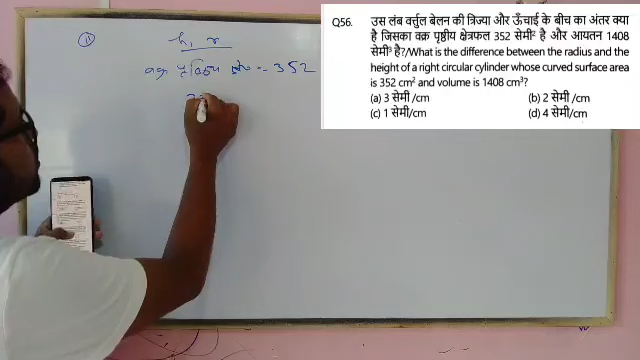 Q56. उस लंब वर्त्तुल बेलन की त्रिज्या और ऊँचाई के बीच का अंतर क्या
है जिसका वक्र पृष्ठीय क्षेत्रफल 352 सेमी² है और आयतन 1408
सेमी³ है?/What is the difference between the radius and the
height of a right circular cylinder whose curved surface area
is 352 cm² and volume is 1408 cm³?
(a) 3 सेमी/cm (b) 2 सेमी /cm
(c) 1 सेमी/cm (d) 4 सेमी/cm
h, r
वक्र = 352